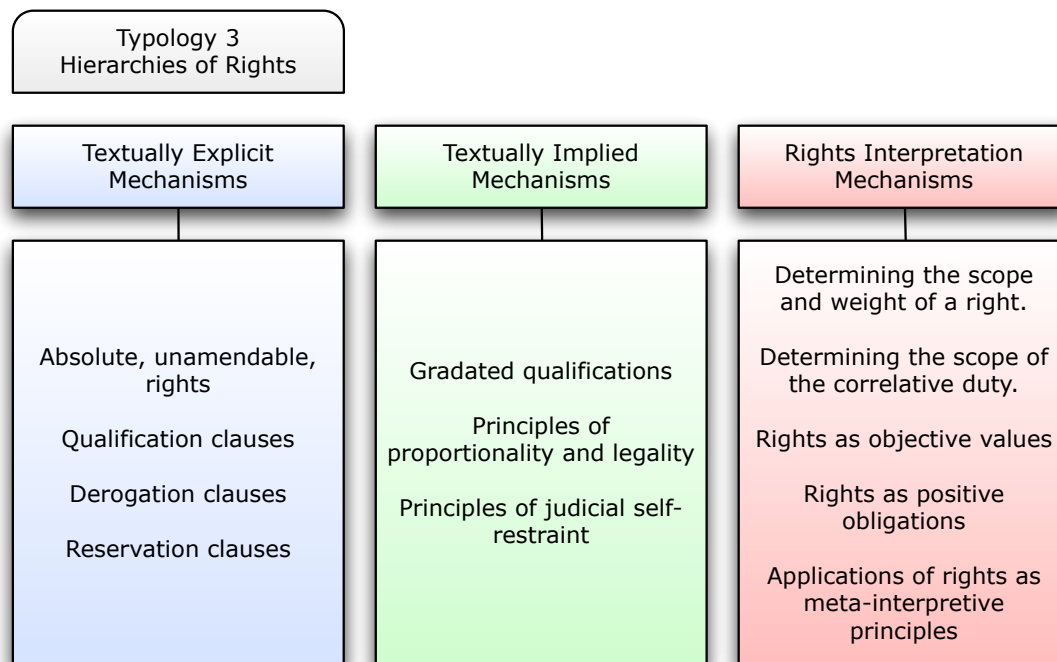 Typology 3
Hierarchies of Rights
Textually Explicit
Mechanisms
Absolute, unamendable,
rights
Qualification clauses
Derogation clauses
Reservation clauses
Textually Implied
Mechanisms
Gradated qualifications
Principles of
proportionality and legality
Principles of judicial self-
restraint
Rights Interpretation
Mechanisms
Determining the scope
and weight of a right.
Determining the scope of
the correlative duty.
Rights as objective values
Rights as positive
obligations
Applications of rights as
meta-interpretive
principles